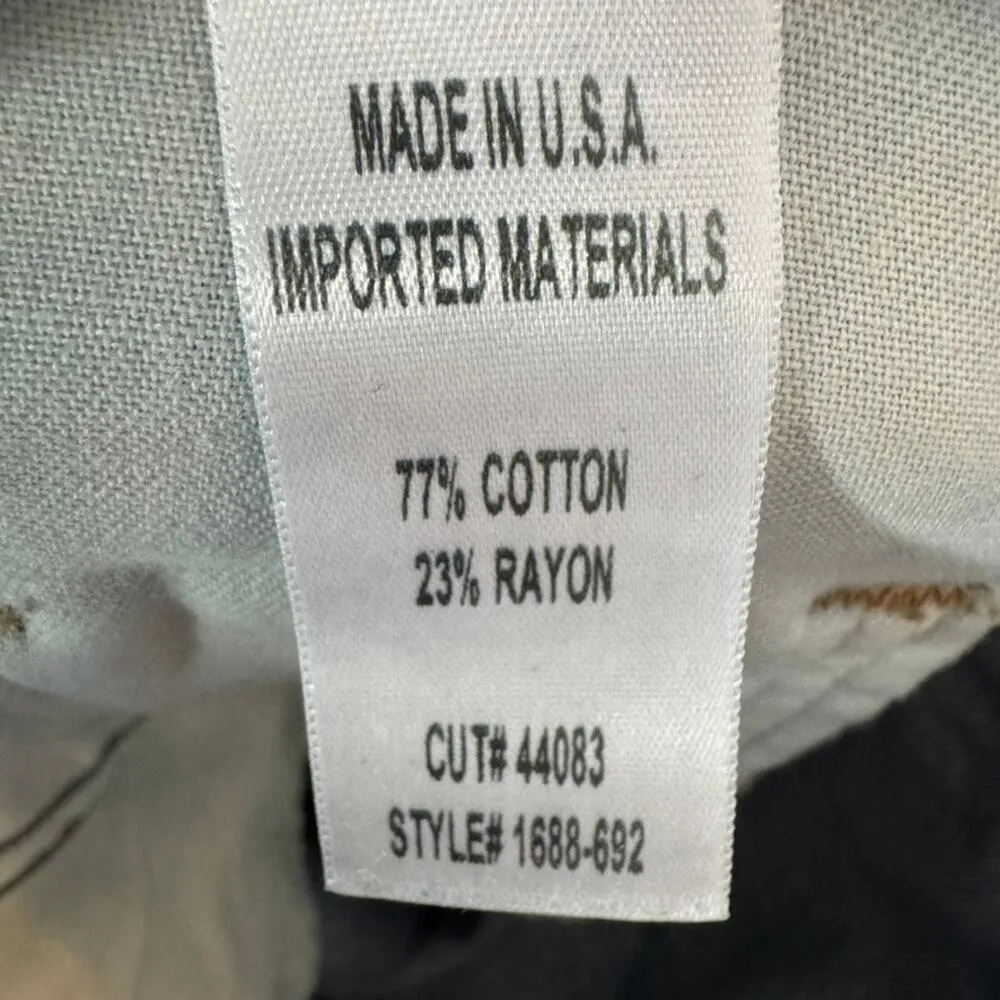 MADE IN U.S.A.
IMPORTED MATERIALS
77% COTTON
23% RAYON
CUT# 44083
STYLE# 1688-692